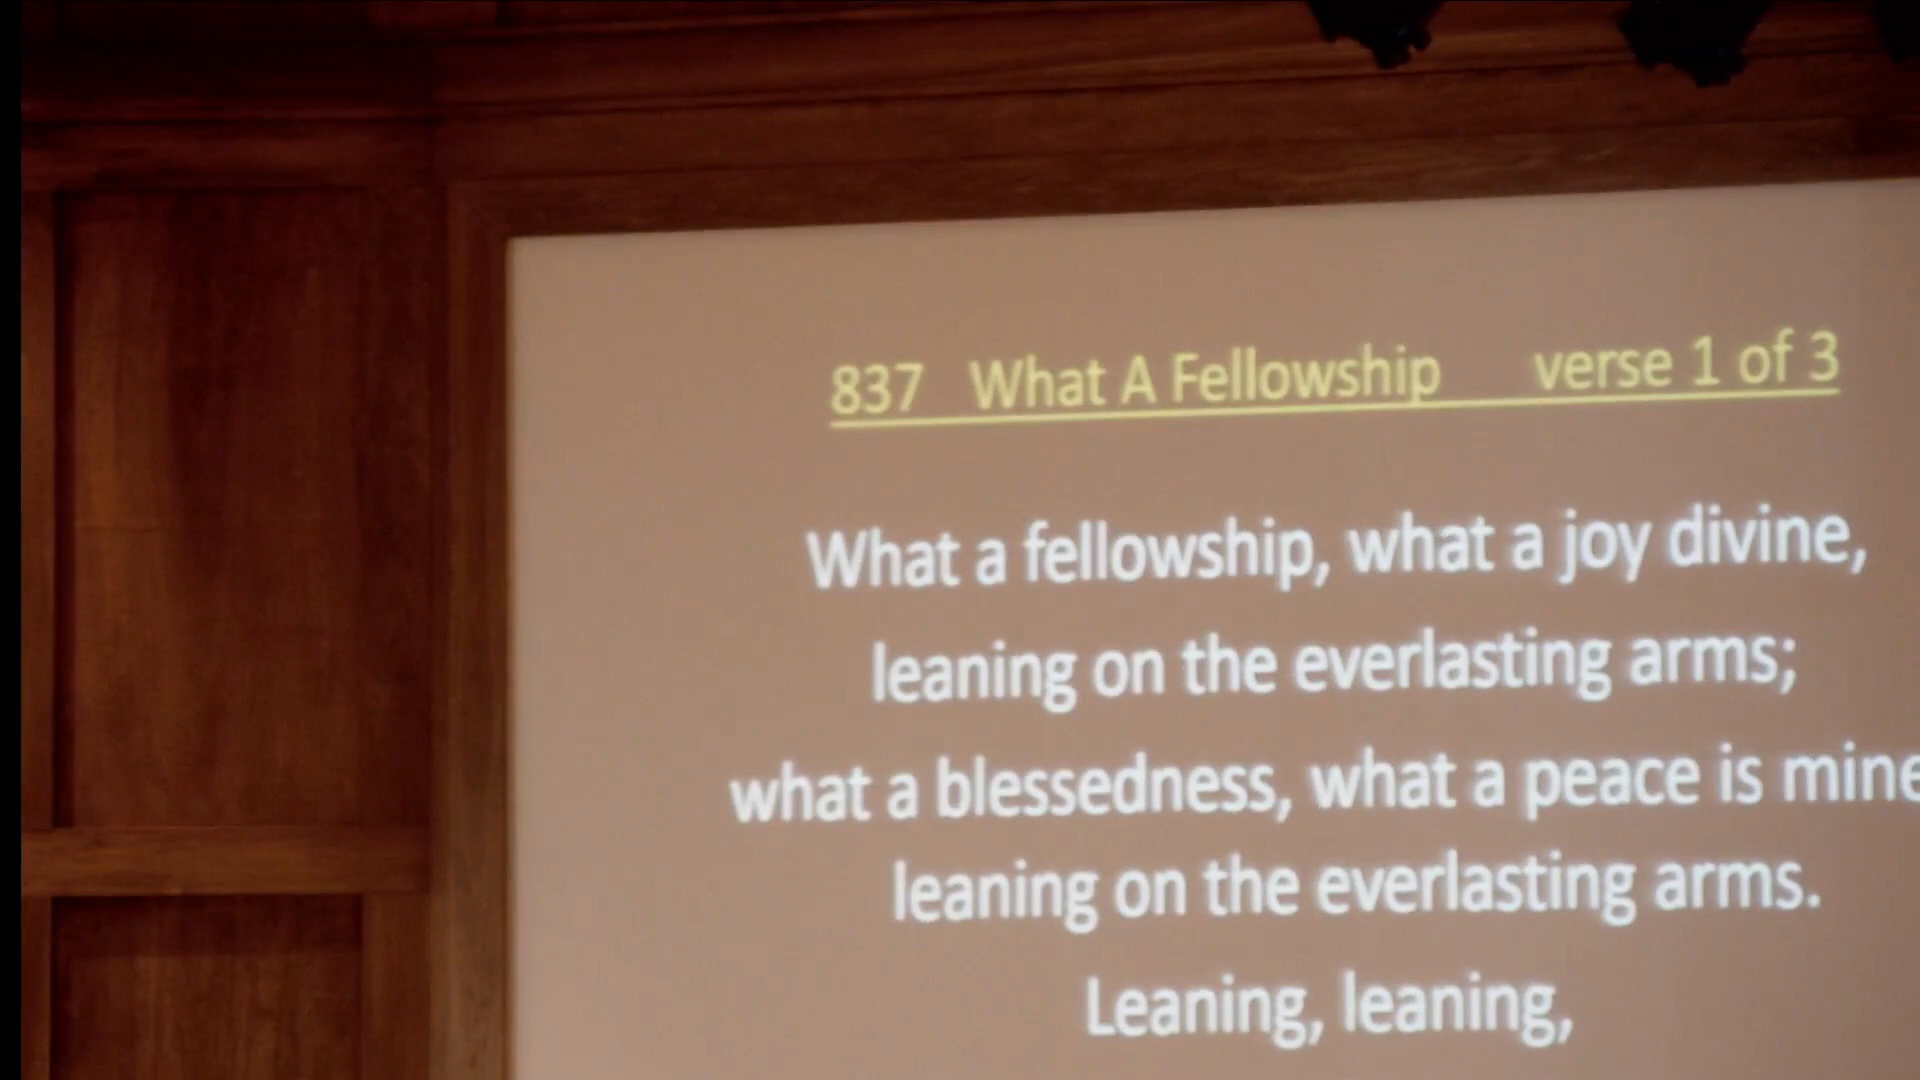 837 What A Fellowship verse 1 of 3
What a fellowship, what a joy divine,
leaning on the everlasting arms;
what a blessedness, what a peace is mine
leaning on the everlasting arms.
Leaning, leaning,